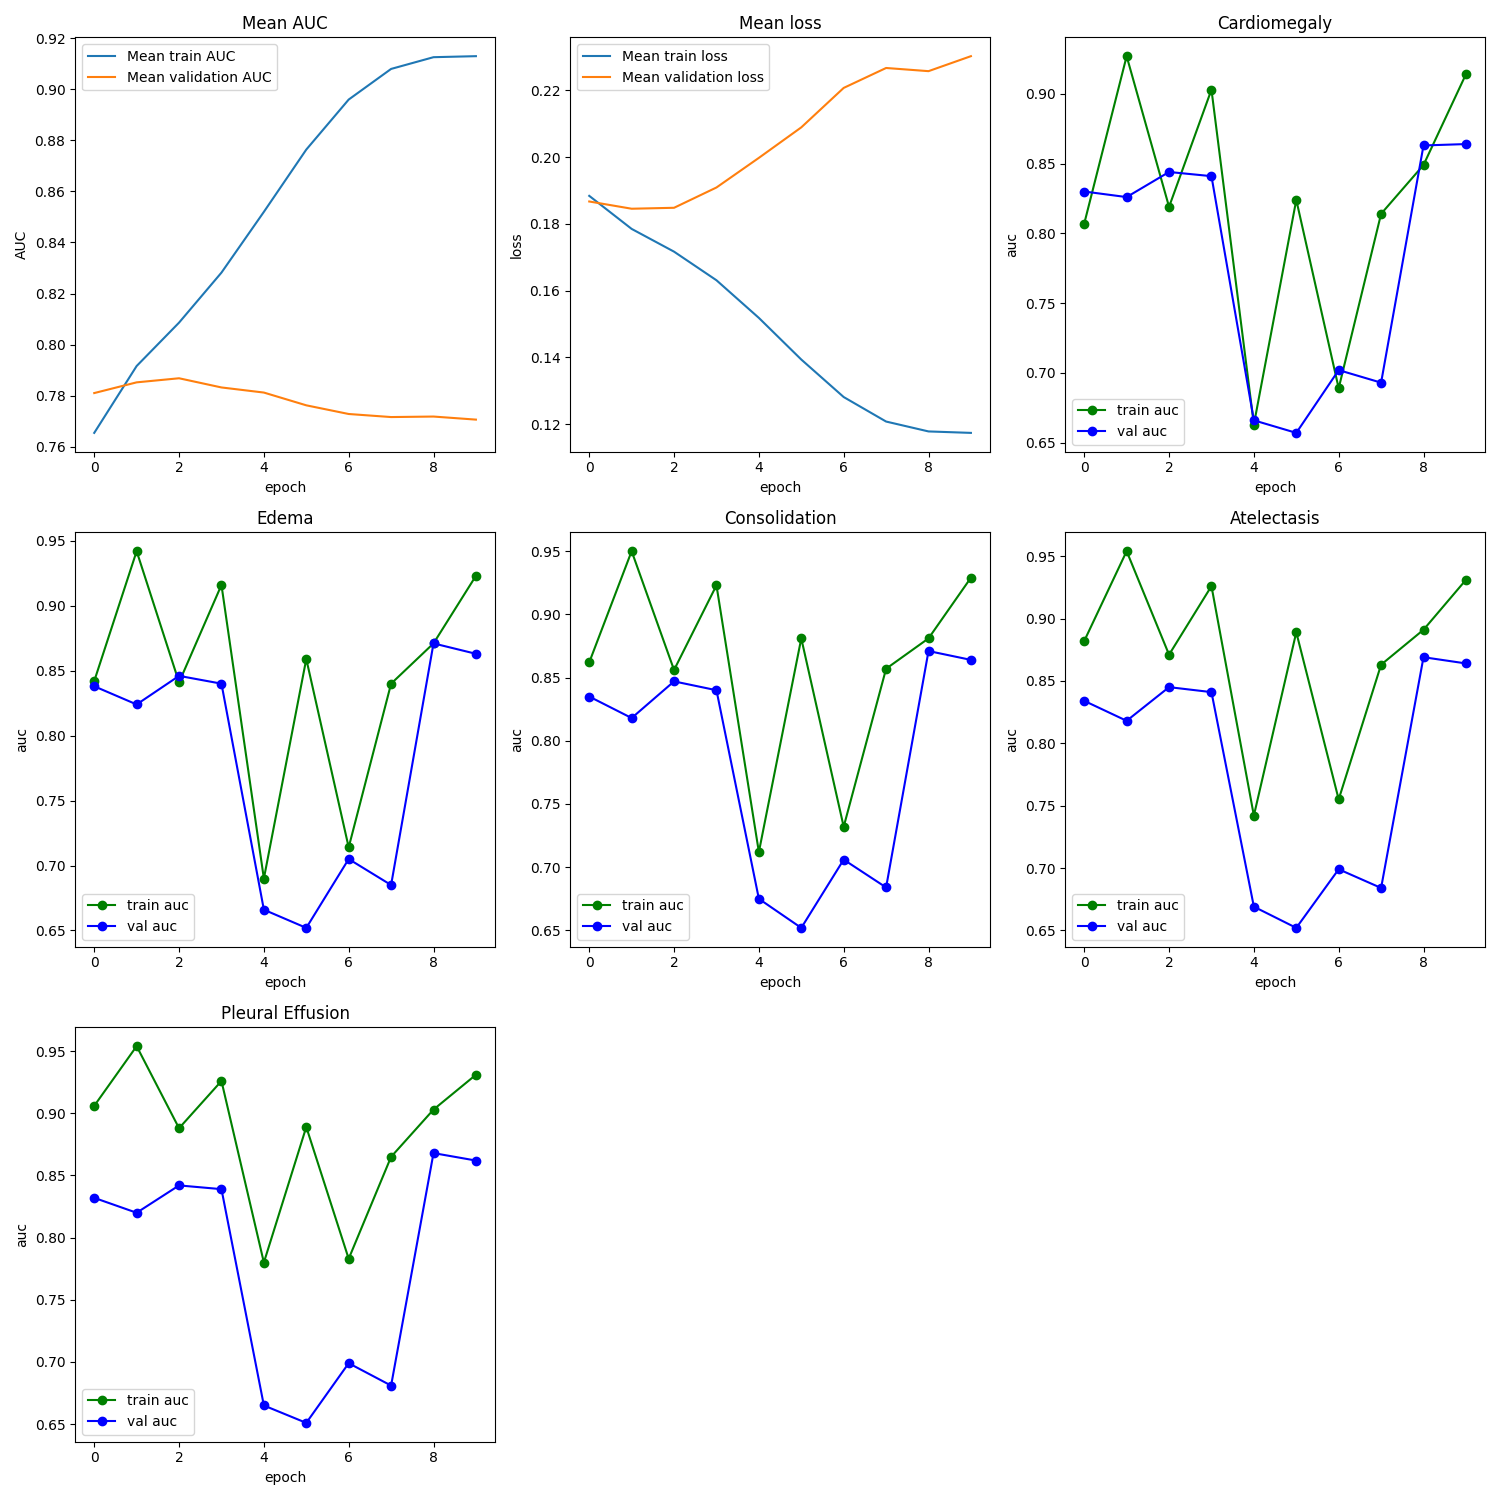 Mean AUC
0.92
0.90
0.88
0.86
0.84
0.82
0.80
0.78
0.76
AUC
Mean train AUC
Mean validation AUC
0 2 4 6 8
epoch
Mean loss
0.22
0.20
0.18
0.16
0.14
0.12
loss
Mean train loss
Mean validation loss
0 2 4 6 8
epoch
Cardiomegaly
0.90
0.85
0.80
0.75
0.70
0.65
auc
train auc
val auc
0 2 4 6 8
epoch
Edema
0.95
0.90
0.85
0.80
0.75
0.70
0.65
auc
train auc
val auc
0 2 4 6 8
epoch
Consolidation
0.95
0.90
0.85
0.80
0.75
0.70
0.65
auc
train auc
val auc
0 2 4 6 8
epoch
Atelectasis
0.95
0.90
0.85
0.80
0.75
0.70
0.65
auc
train auc
val auc
0 2 4 6 8
epoch
Pleural Effusion
0.95
0.90
0.85
0.80
0.75
0.70
0.65
auc
train auc
val auc
0 2 4 6 8
epoch